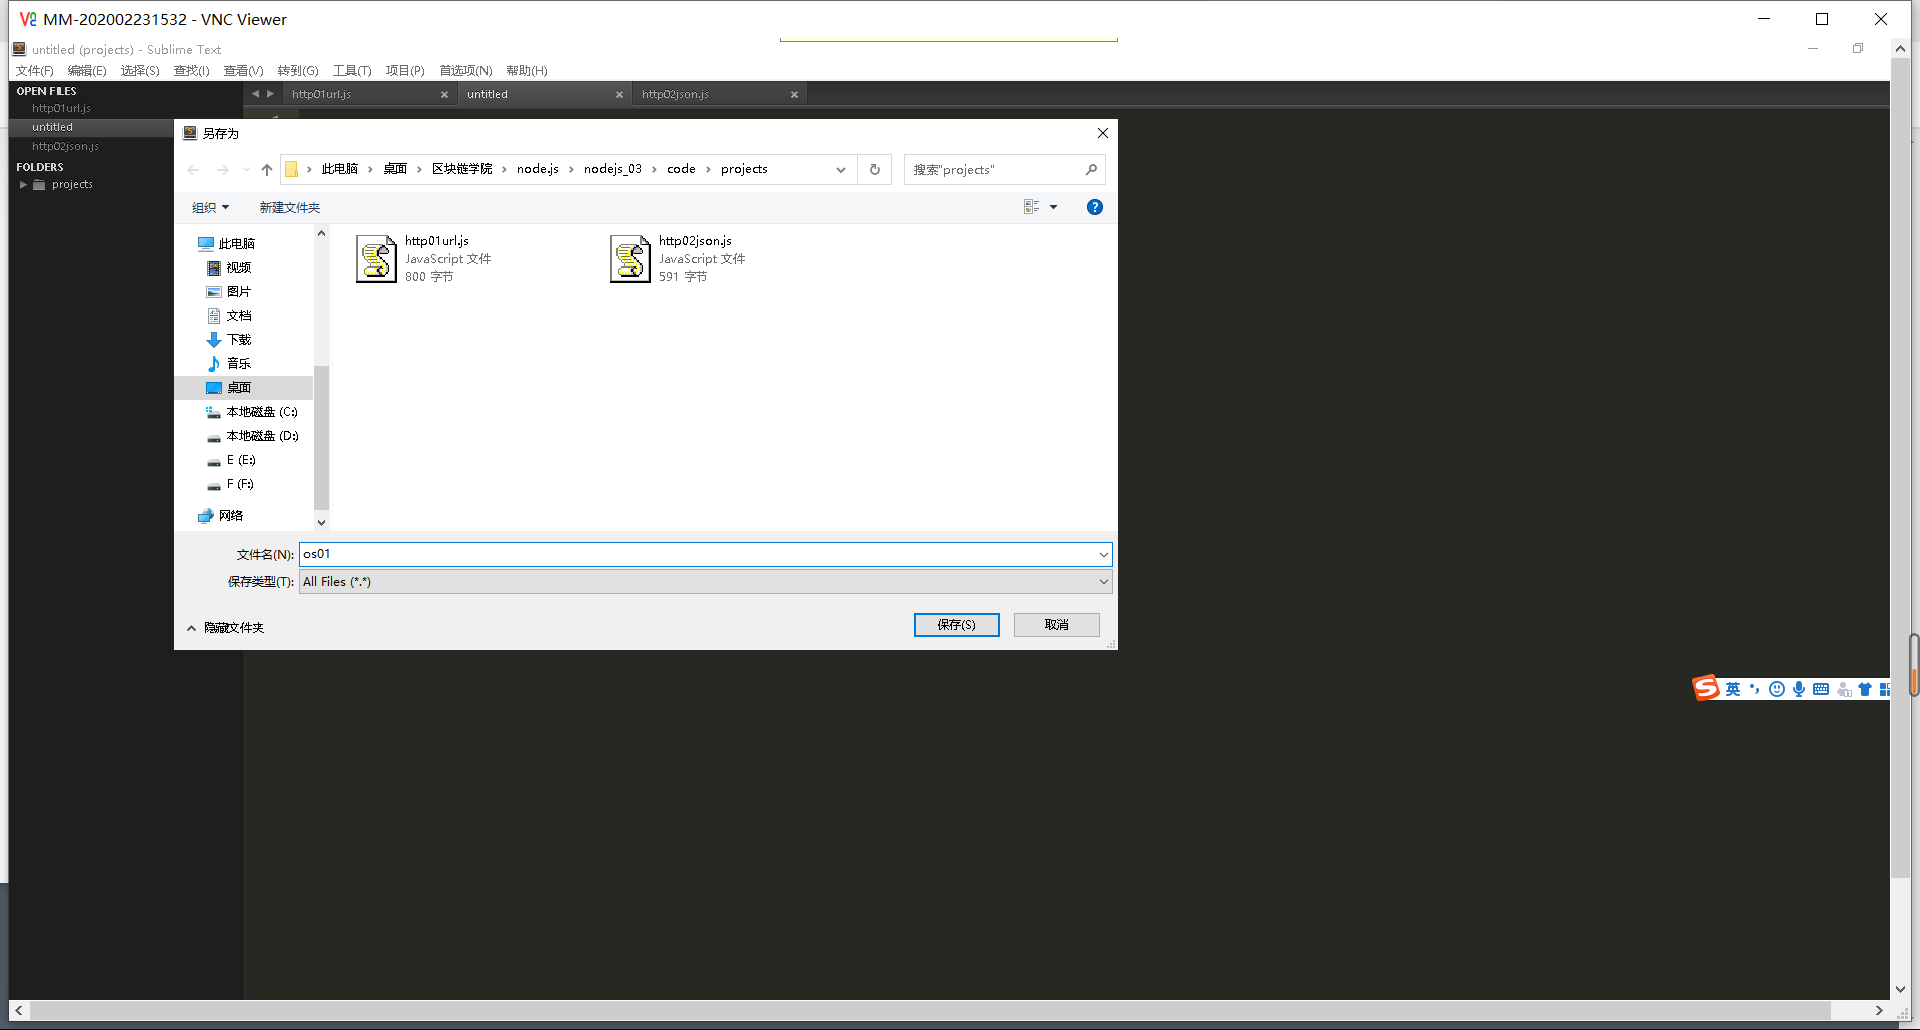 MM-202002231532 - VNC Viewer
untitled (projects) - Sublime Text
文件(F) 编辑(E) 选择(S) 查找(I) 查看(V) 转到(G) 工具(T) 项目(P) 首选项(N) 帮助(H)
OPEN FILES
http01url.js
untitled
http02json.js
FOLDERS
projects
http01url.js
untitled
http02json.js
另存为
此电脑 › 桌面 › 区块链学院 › node.js › nodejs_03 › code › projects
搜索"projects"
组织
新建文件夹
此电脑
视频
图片
文档
下载
音乐
桌面
本地磁盘 (C:)
本地磁盘 (D:)
E (E:)
F (F:)
网络
http01url.js
JavaScript 文件
800 字节
http02json.js
JavaScript 文件
591 字节
文件名(N): os01
保存类型(T): All Files (*.*)
隐藏文件夹
保存(S)
取消
英